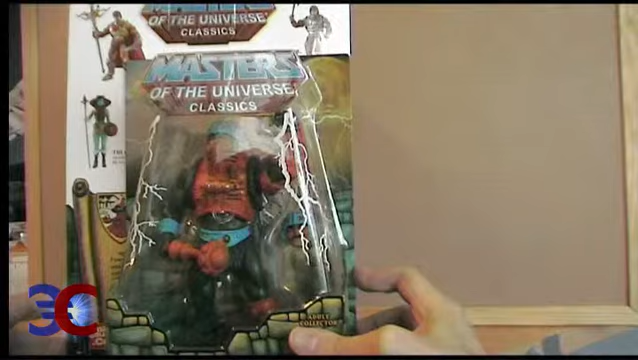 MASTERS
OF THE UNIVERSE
CLASSICS
MASTERS
OF THE UNIVERSE
CLASSICS
ADULT
COLLECTOR
3C